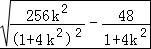 √(256k²/(1+4k²)² − 48/(1+4k²))